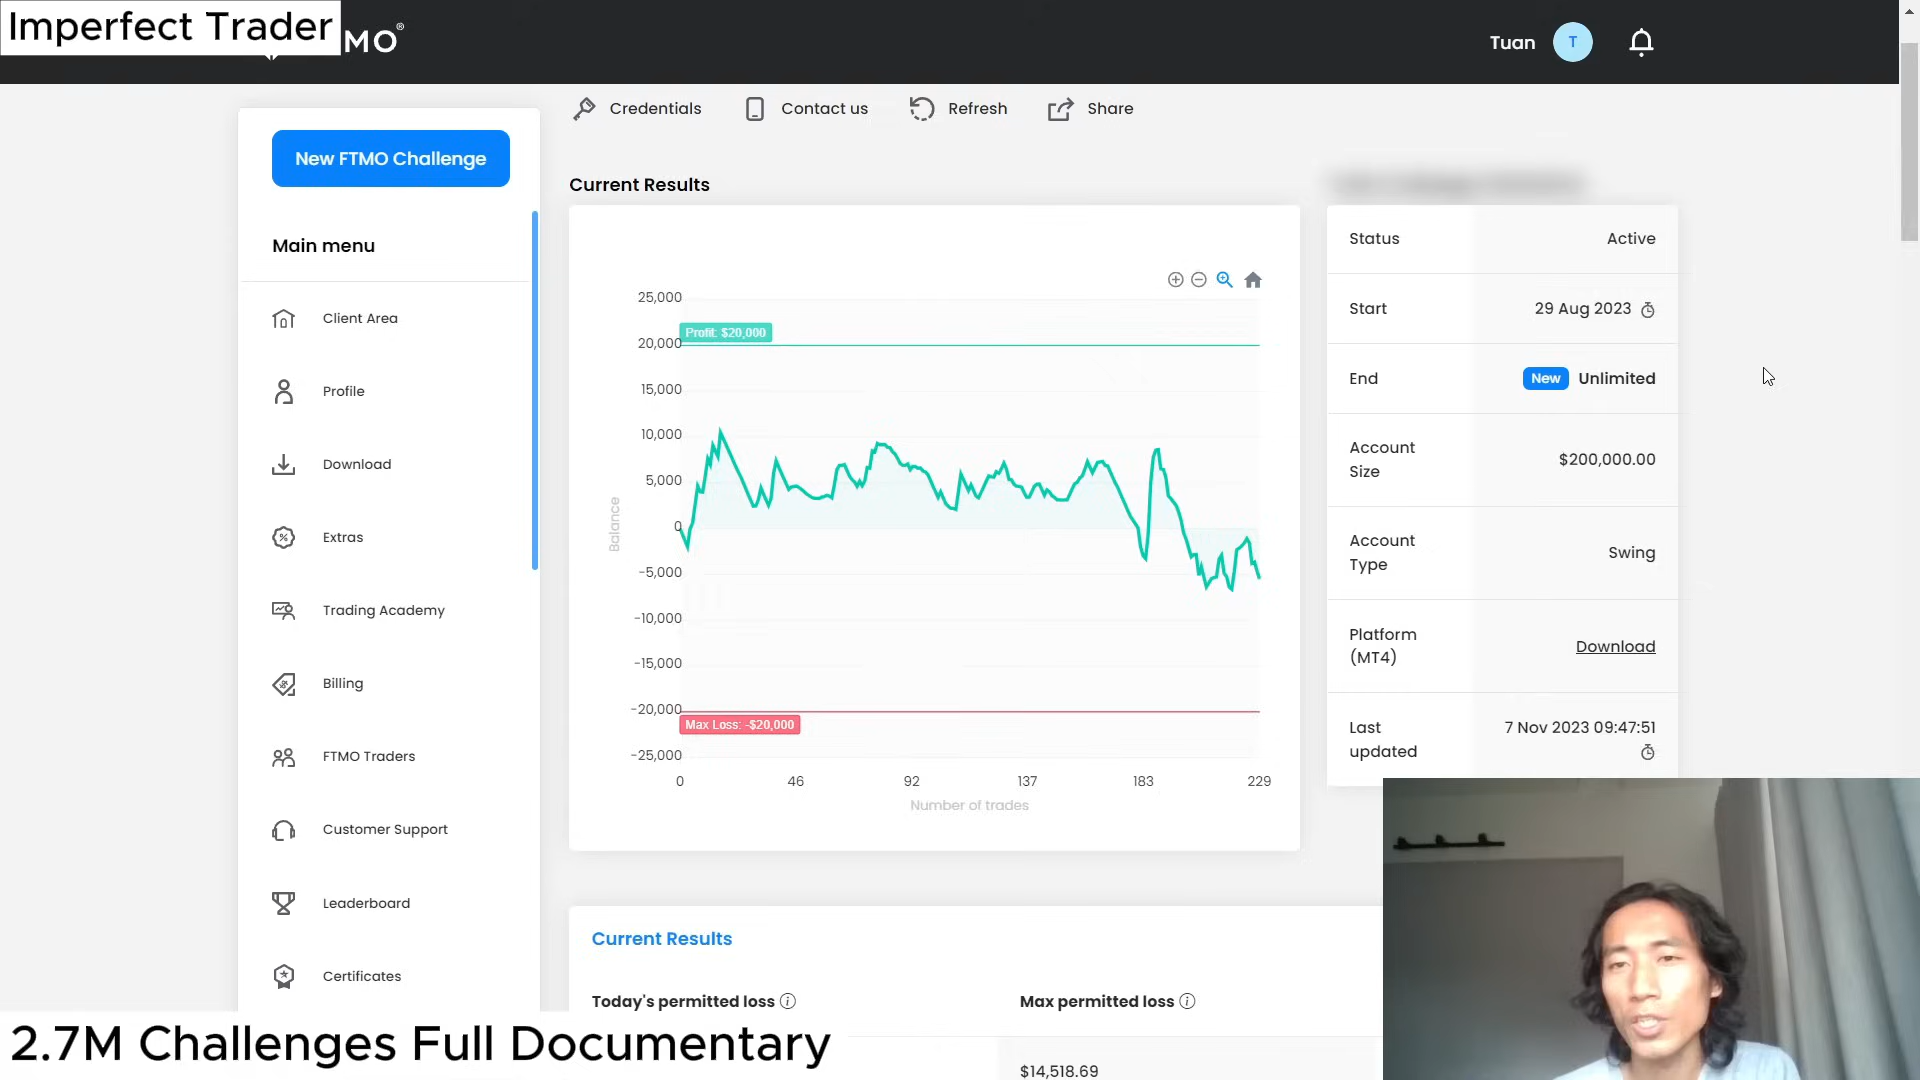 Imperfect Trader
MO®
Tuan
T
Credentials
Contact us
Refresh
Share
New FTMO Challenge
Main menu
Client Area
Profile
Download
Extras
Trading Academy
Billing
FTMO Traders
Customer Support
Leaderboard
Certificates
Current Results
25,000
Profit: $20,000
20,000
15,000
10,000
5,000
0
-5,000
-10,000
-15,000
-20,000
Max Loss: -$20,000
-25,000
Balance
0 46 92 137 183 229
Number of trades
Status Active
Start 29 Aug 2023
End New Unlimited
Account Size $200,000.00
Account Type Swing
Platform (MT4) Download
Last updated 7 Nov 2023 09:47:51
Current Results
Today's permitted loss
Max permitted loss
$14,518.69
2.7M Challenges Full Documentary